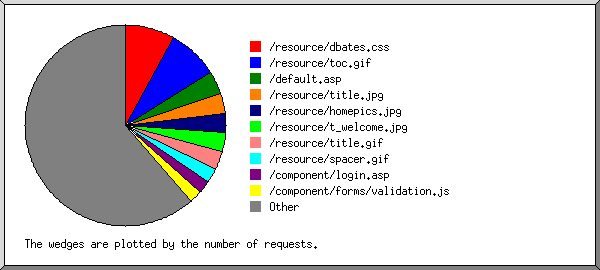 /resource/dbates.css
/resource/toc.gif
/default.asp
/resource/title.jpg
/resource/homepics.jpg
/resource/t_welcome.jpg
/resource/title.gif
/resource/spacer.gif
/component/login.asp
/component/forms/validation.js
Other
The wedges are plotted by the number of requests.